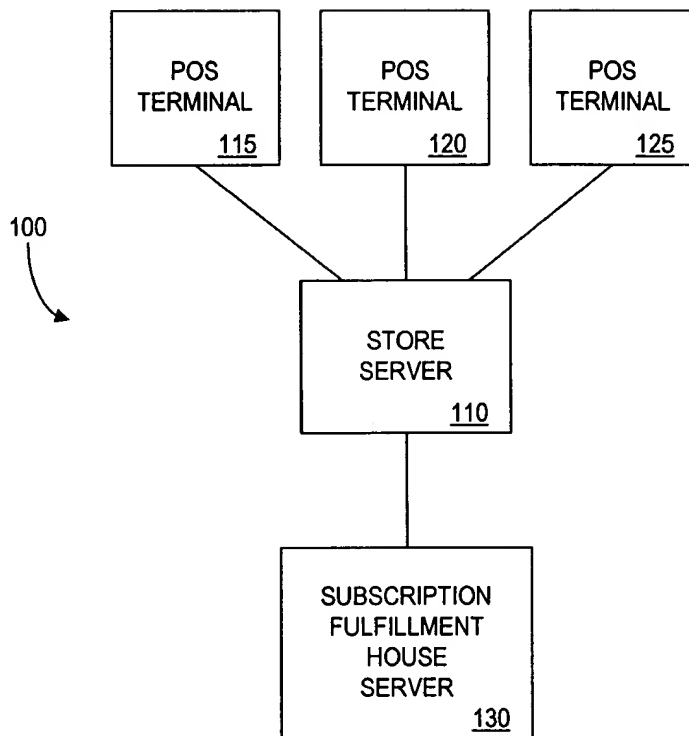 POS
TERMINAL
115
POS
TERMINAL
120
POS
TERMINAL
125
100
STORE
SERVER
110
SUBSCRIPTION
FULFILLMENT
HOUSE
SERVER
130